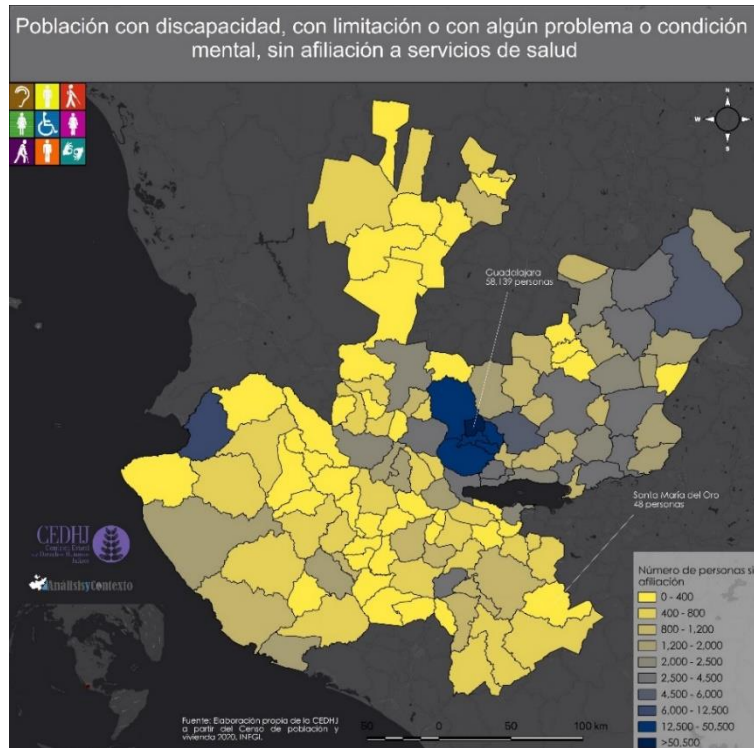 Población con discapacidad, con limitación o con algún problema o condición
mental, sin afiliación a servicios de salud
N
W
S
Guadalajara
58,139 personas
Santa María del Oro
48 personas
CEDHJ
AnálisisyContexto
Número de personas si
afiliación
0 - 400
400 - 800
800 - 1,200
1,200 - 2,000
2,000 - 2,500
2,500 - 4,500
4,500 - 6,000
6,000 - 12,500
12,500 - 50,500
>50,500
Fuente: Elaboración propia de la CEDHJ
a partir del Censo de población y
vivienda 2020, INEGI.
50 0 50 100 km